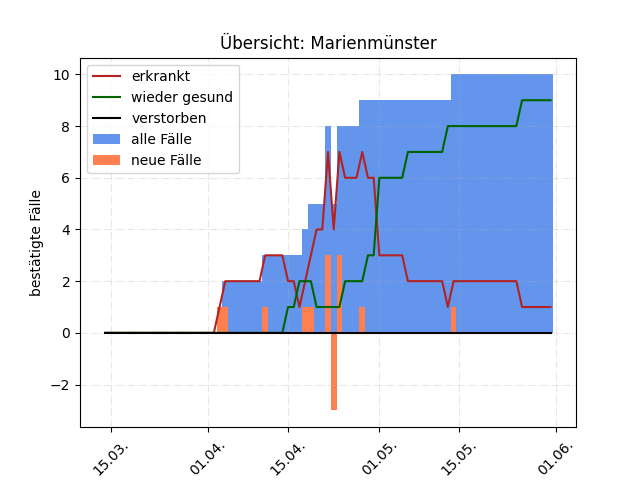 Übersicht: Marienmünster
erkrankt
wieder gesund
verstorben
alle Fälle
neue Fälle
bestätigte Fälle
10
8
6
4
2
0
−2
15.03.
01.04.
15.04.
01.05.
15.05.
01.06.